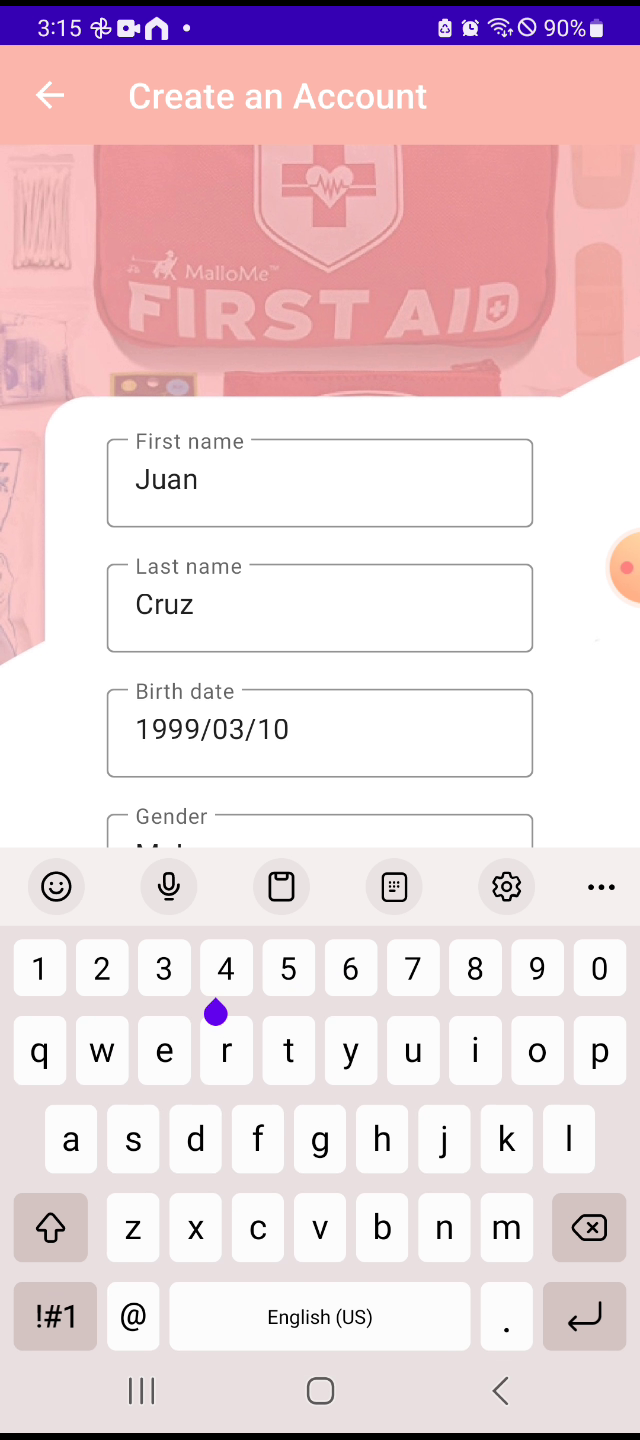 3:15
90%
Create an Account
MalloMe™
FIRST AID
First name
Juan
Last name
Cruz
Birth date
1999/03/10
Gender
1 2 3 4 5 6 7 8 9 0
q w e r t y u i o p
a s d f g h j k l
z x c v b n m
!#1 @ English (US) .